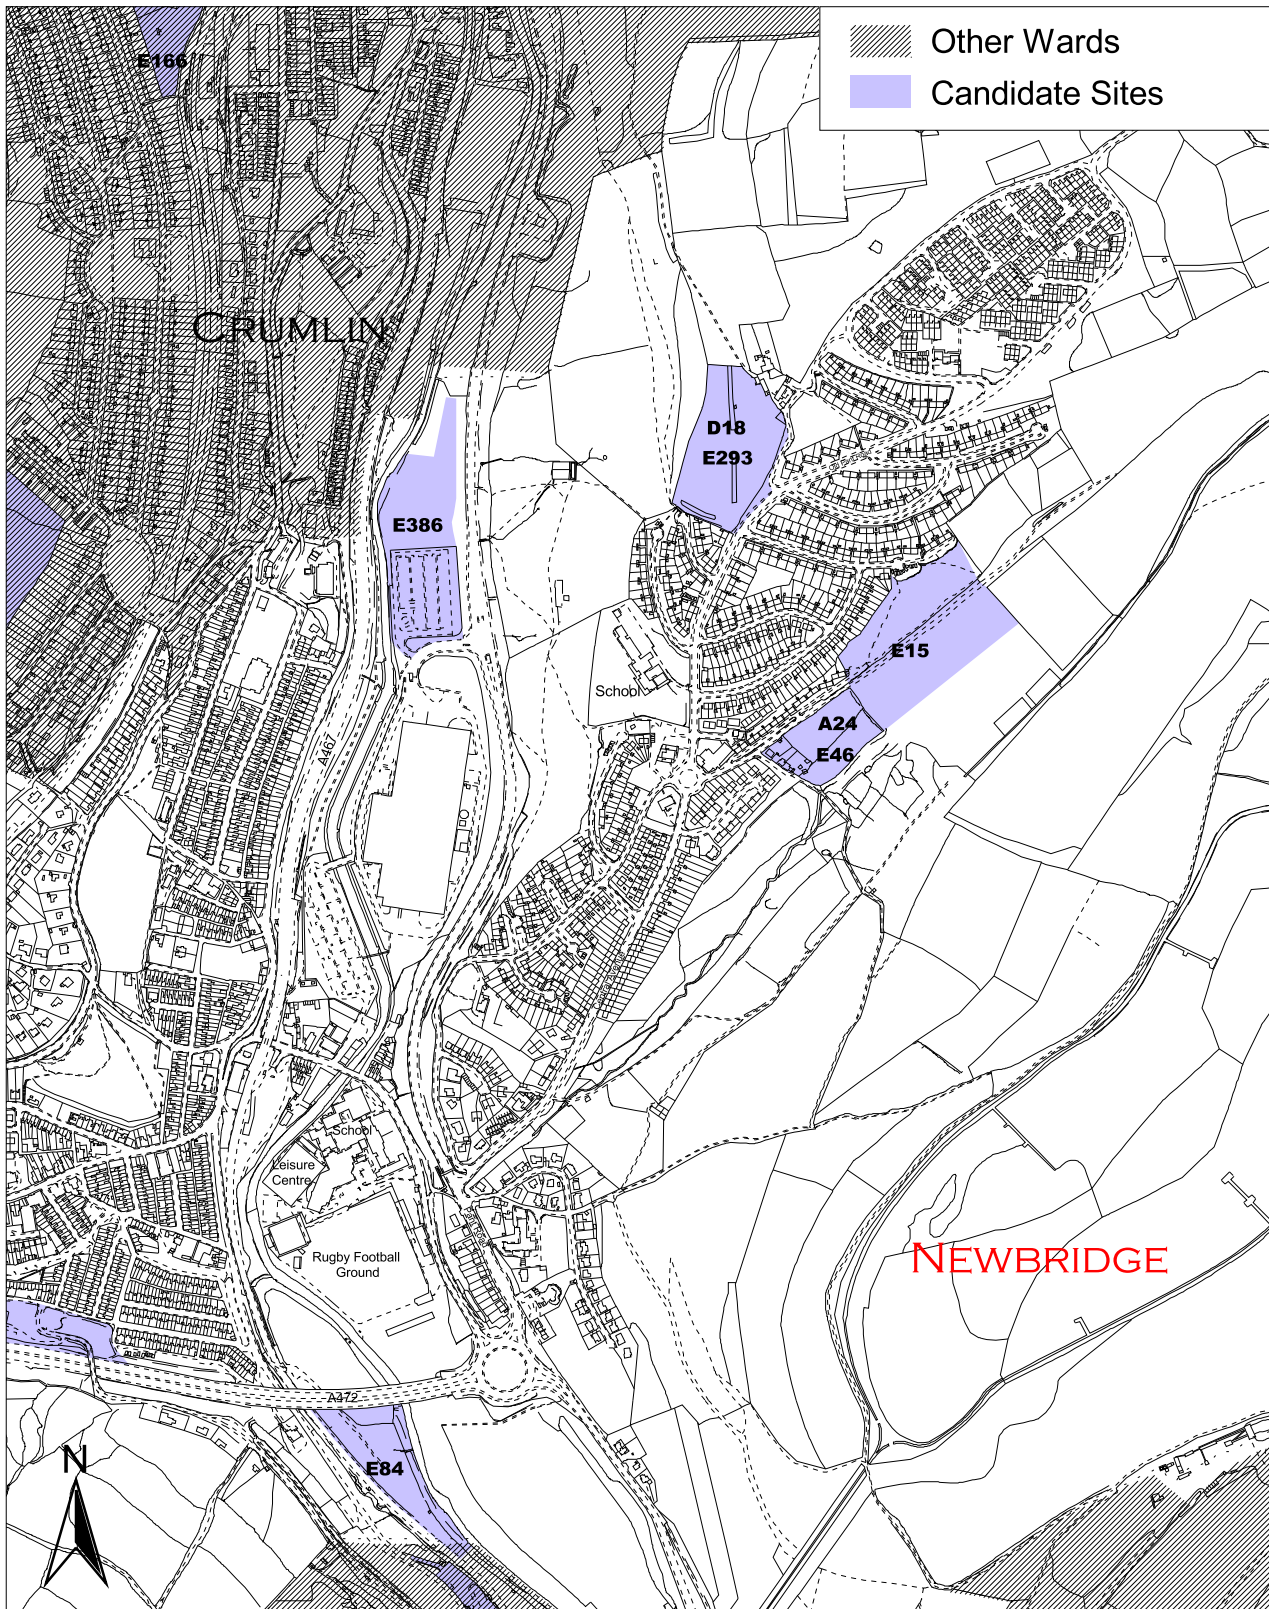 Other Wards
Candidate Sites
E166
CRUMLIN
D18
E293
E386
E15
School
A24
E46
A467
School
Leisure
Centre
Rugby Football
Ground
NEWBRIDGE
A472
E84
N